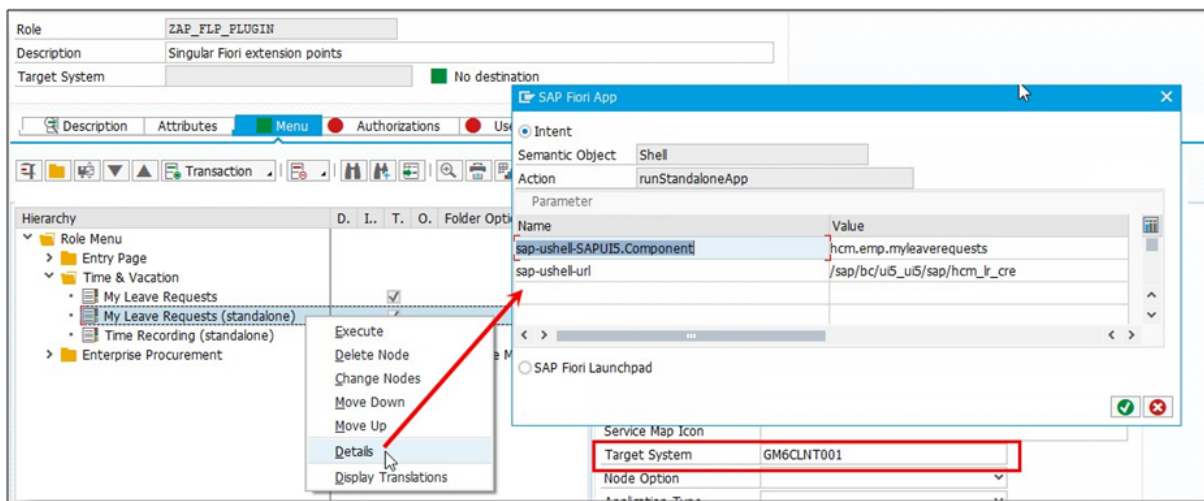 Role ZAP_FLP_PLUGIN
Description Singular Fiori extension points
Target System No destination
Description Attributes Menu Authorizations Use
Transaction
Hierarchy D. I.. T. O. Folder Opti
Role Menu
Entry Page
Time & Vacation
My Leave Requests
My Leave Requests (standalone)
Time Recording (standalone)
Enterprise Procurement
Execute
Delete Node
Change Nodes
Move Down
Move Up
Details
Display Translations
e M
SAP Fiori App
Intent
Semantic Object Shell
Action runStandaloneApp
Parameter
Name Value
sap-ushell-SAPUI5.Component hcm.emp.myleaverequests
sap-ushell-url /sap/bc/ui5_ui5/sap/hcm_lr_cre
SAP Fiori Launchpad
Service Map Icon
Target System GM6CLNT001
Node Option
Application Type